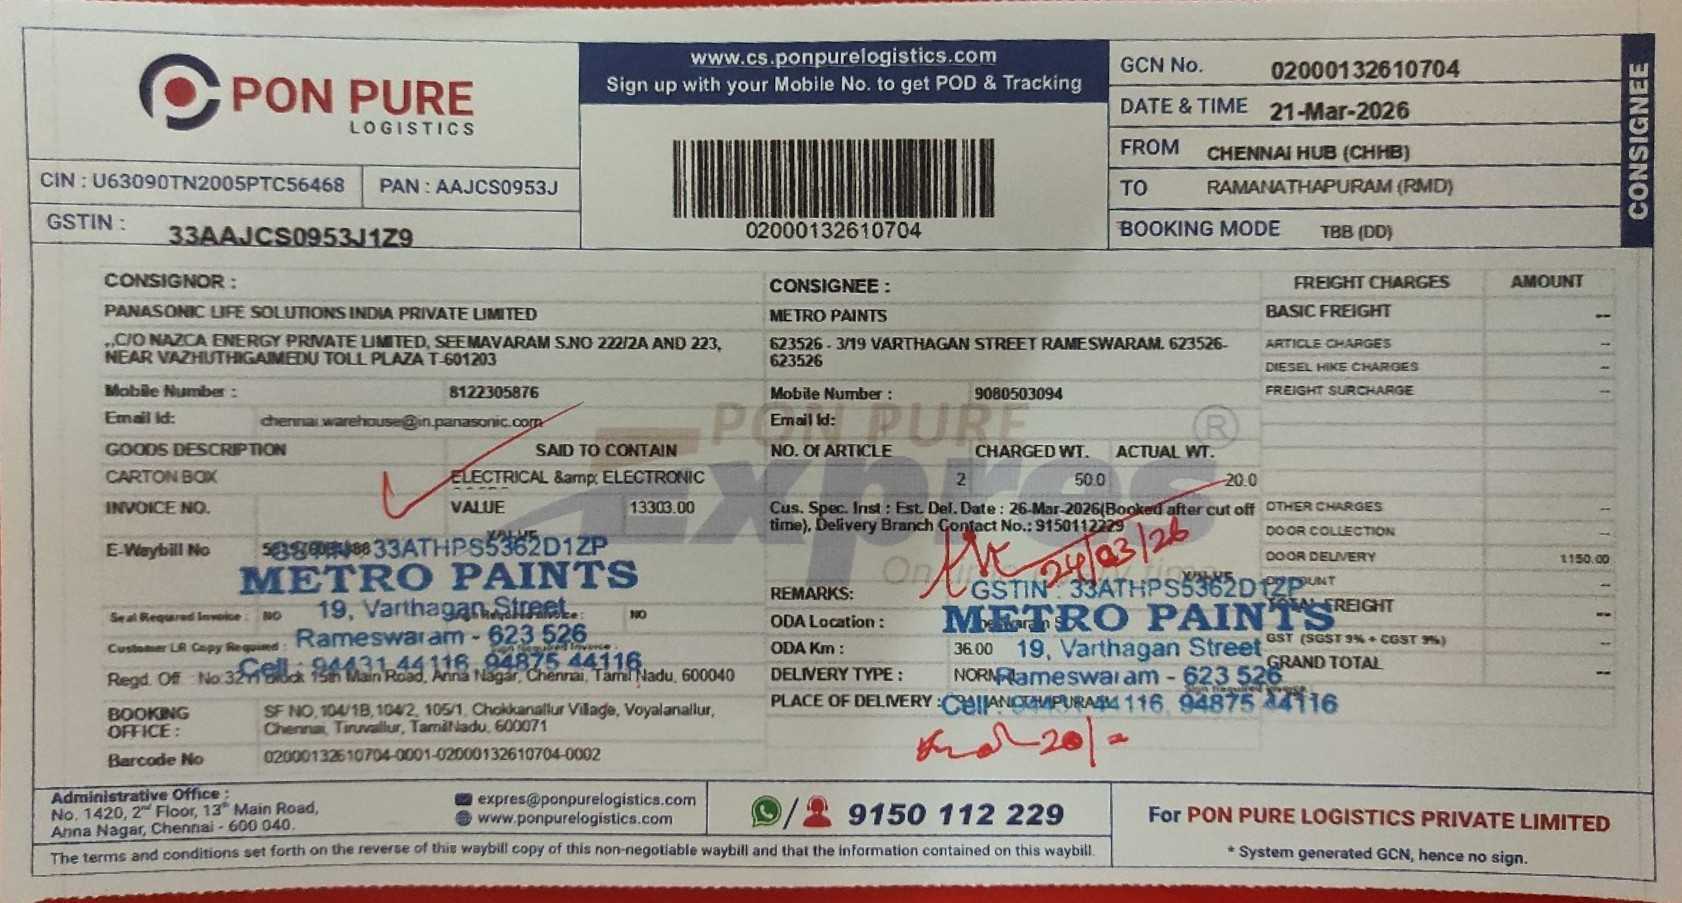 PON PURE
LOGISTICS
CIN : U63090TN2005PTC56468
PAN : AAJCS0953J
GSTIN :
33AAJCS0953J1Z9
www.cs.ponpurelogistics.com
Sign up with your Mobile No. to get POD & Tracking
02000132610704
GCN No. 02000132610704
DATE & TIME 21-Mar-2026
FROM CHENNAI HUB (CHHB)
TO RAMANATHAPURAM (RMD)
BOOKING MODE TBB (DD)
CONSIGNEE
CONSIGNOR :
PANASONIC LIFE SOLUTIONS INDIA PRIVATE LIMITED
,,C/O NAZCA ENERGY PRIVATE LIMITED, SEEMAVARAM S.NO 222/2A AND 223,
NEAR VAZHUTHIGAIMEDU TOLL PLAZA T-601203
Mobile Number : 8122305876
Email Id: chennai.warehouse@in.panasonic.com
GOODS DESCRIPTION SAID TO CONTAIN
CARTON BOX ELECTRICAL &amp; ELECTRONIC
INVOICE NO. VALUE 13303.00
E-Waybill No
GSTIN : 33ATHPS5362D1ZP
METRO PAINTS
19, Varthagan Street
Rameswaram - 623 526
Cell : 94431 44116, 94875 44116
Seal Required Invoice : NO NO
Customer LR Copy Required :
Regd. Off : Main Road, Anna Nagar, Chennai, Tamil Nadu, 600040
BOOKING OFFICE : SF NO, 104/1B, 104/2, 105/1, Chokkanallur Village, Voyalanallur,
Chennai, Tiruvallur, TamilNadu, 600071
Barcode No 02000132610704-0001-02000132610704-0002
CONSIGNEE :
METRO PAINTS
623526 - 3/19 VARTHAGAN STREET RAMESWARAM. 623526-
623526
Mobile Number : 9080503094
Email Id:
NO. Of ARTICLE CHARGED WT. ACTUAL WT.
2 50.0 20.0
Cus. Spec. Inst : Est. Del. Date : 26-Mar-2026(Booked after cut off
time), Delivery Branch Contact No.: 9150112229
24/03/26
REMARKS:
ODA Location :
ODA Km : 36.00
DELIVERY TYPE :
PLACE OF DELIVERY :
GSTIN : 33ATHPS5362D1ZP
METRO PAINTS
19, Varthagan Street
Rameswaram - 623 526
94875 44116
PON PURE
Expres
®
FREIGHT CHARGES AMOUNT
BASIC FREIGHT --
ARTICLE CHARGES --
DIESEL HIKE CHARGES --
FREIGHT SURCHARGE --
OTHER CHARGES --
DOOR COLLECTION --
DOOR DELIVERY 1150.00
FREIGHT --
GST (SGST 9% + CGST 9%) --
GRAND TOTAL --
Administrative Office :
No. 1420, 2nd Floor, 13th Main Road,
Anna Nagar, Chennai - 600 040.
expres@ponpurelogistics.com
www.ponpurelogistics.com
9150 112 229
For PON PURE LOGISTICS PRIVATE LIMITED
* System generated GCN, hence no sign.
The terms and conditions set forth on the reverse of this waybill copy of this non-negotiable waybill and that the information contained on this waybill.